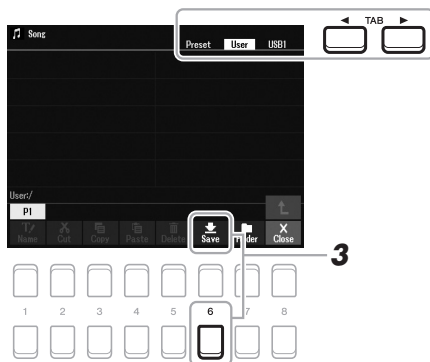 ◄ TAB ►
Song
Preset User USB1
User:/
P1
Name Cut Copy Paste Delete Save Folder Close
3
1 2 3 4 5 6 7 8